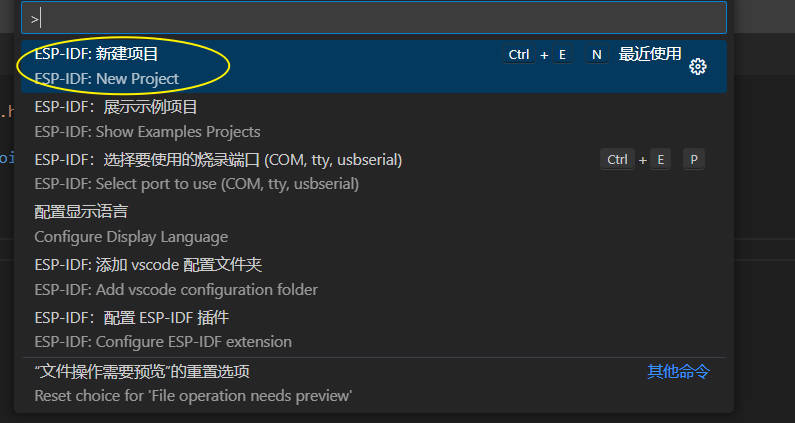 >
ESP-IDF: 新建项目 Ctrl + E N 最近使用
ESP-IDF: New Project
.h
ESP-IDF：展示示例项目
ESP-IDF: Show Examples Projects
oi
ESP-IDF：选择要使用的烧录端口 (COM, tty, usbserial) Ctrl + E P
ESP-IDF: Select port to use (COM, tty, usbserial)
配置显示语言
Configure Display Language
ESP-IDF: 添加 vscode 配置文件夹
ESP-IDF: Add vscode configuration folder
ESP-IDF：配置 ESP-IDF 插件
ESP-IDF: Configure ESP-IDF extension
“文件操作需要预览”的重置选项 其他命令
Reset choice for 'File operation needs preview'